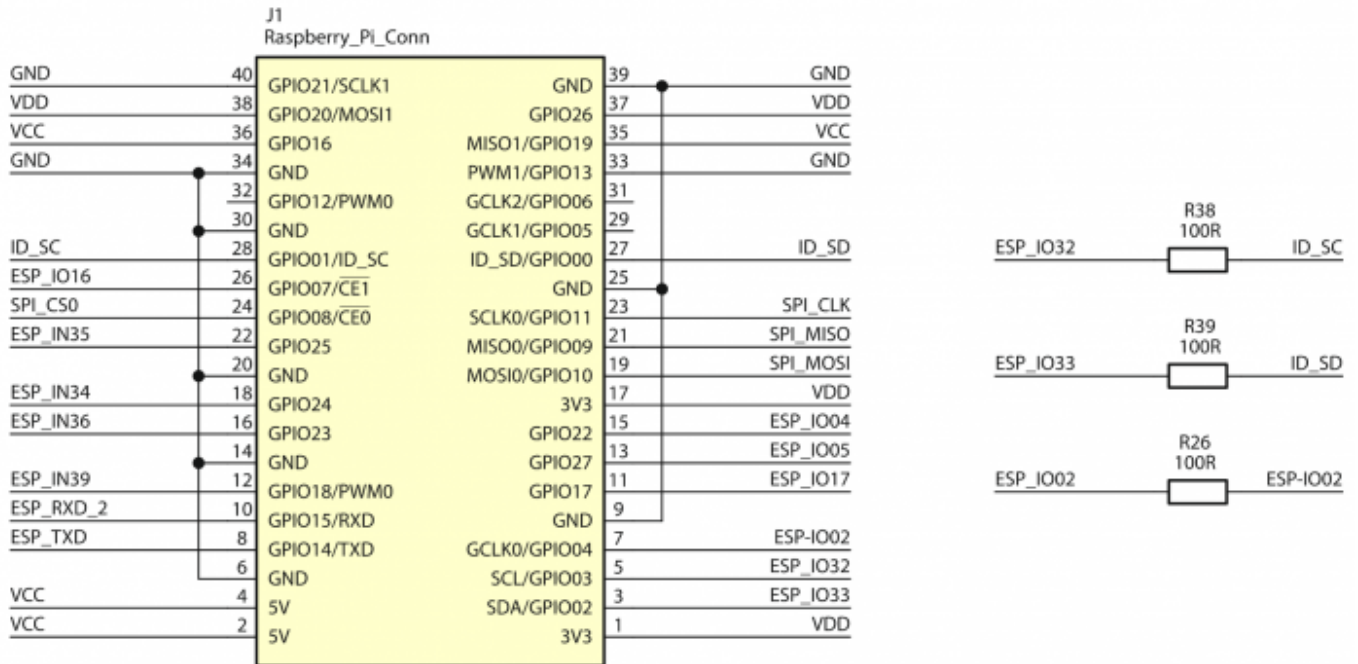 J1
Raspberry_Pi_Conn
GND 40 GPIO21/SCLK1 GND 39 GND
VDD 38 GPIO20/MOSI1 GPIO26 37 VDD
VCC 36 GPIO16 MISO1/GPIO19 35 VCC
GND 34 GND PWM1/GPIO13 33 GND
32 GPIO12/PWM0 GCLK2/GPIO06 31
30 GND GCLK1/GPIO05 29
ID_SC 28 GPIO01/ID_SC ID_SD/GPIO00 27 ID_SD
ESP_IO16 26 GPIO07/CE1 GND 25
SPI_CS0 24 GPIO08/CE0 SCLK0/GPIO11 23 SPI_CLK
ESP_IN35 22 GPIO25 MISO0/GPIO09 21 SPI_MISO
20 GND MOSI0/GPIO10 19 SPI_MOSI
ESP_IN34 18 GPIO24 3V3 17 VDD
ESP_IN36 16 GPIO23 GPIO22 15 ESP_IO04
14 GND GPIO27 13 ESP_IO05
ESP_IN39 12 GPIO18/PWM0 GPIO17 11 ESP_IO17
ESP_RXD_2 10 GPIO15/RXD GND 9
ESP_TXD 8 GPIO14/TXD GCLK0/GPIO04 7 ESP-IO02
6 GND SCL/GPIO03 5 ESP_IO32
VCC 4 5V SDA/GPIO02 3 ESP_IO33
VCC 2 5V 3V3 1 VDD
R38
100R
ESP_IO32 ID_SC
R39
100R
ESP_IO33 ID_SD
R26
100R
ESP_IO02 ESP-IO02